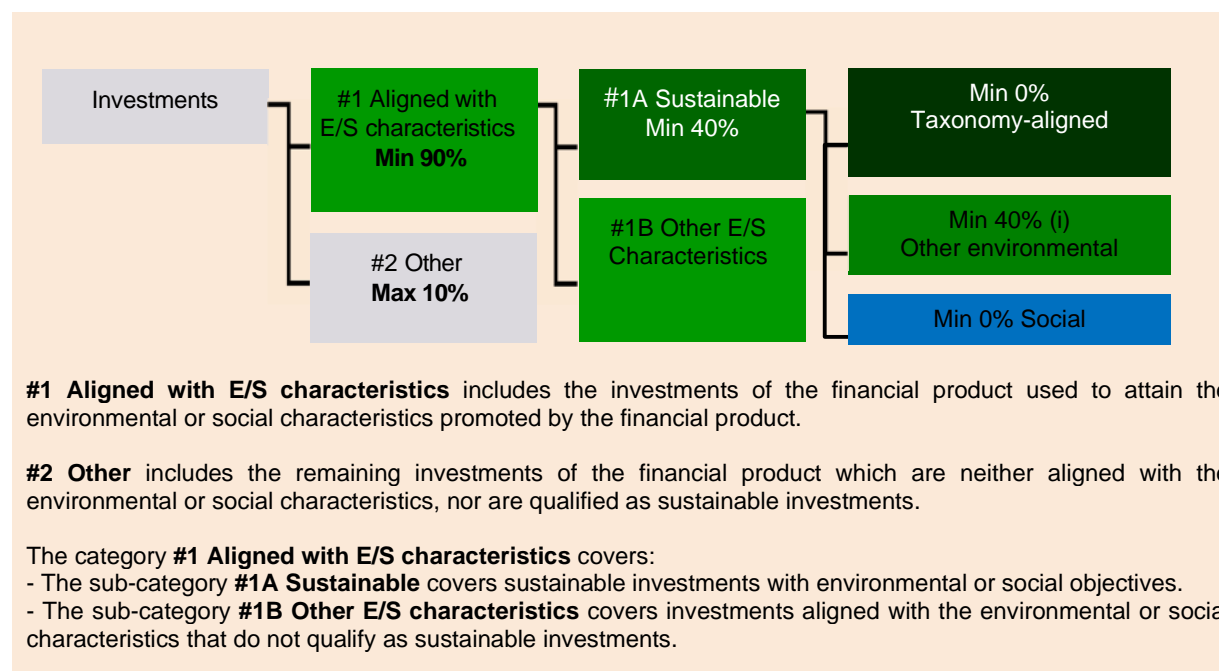 Investments
#1 Aligned with
E/S characteristics
Min 90%
#2 Other
Max 10%
#1A Sustainable
Min 40%
#1B Other E/S
Characteristics
Min 0%
Taxonomy-aligned
Min 40% (i)
Other environmental
Min 0% Social
#1 Aligned with E/S characteristics includes the investments of the financial product used to attain the
environmental or social characteristics promoted by the financial product.
#2 Other includes the remaining investments of the financial product which are neither aligned with the
environmental or social characteristics, nor are qualified as sustainable investments.
The category #1 Aligned with E/S characteristics covers:
- The sub-category #1A Sustainable covers sustainable investments with environmental or social objectives.
- The sub-category #1B Other E/S characteristics covers investments aligned with the environmental or social
characteristics that do not qualify as sustainable investments.